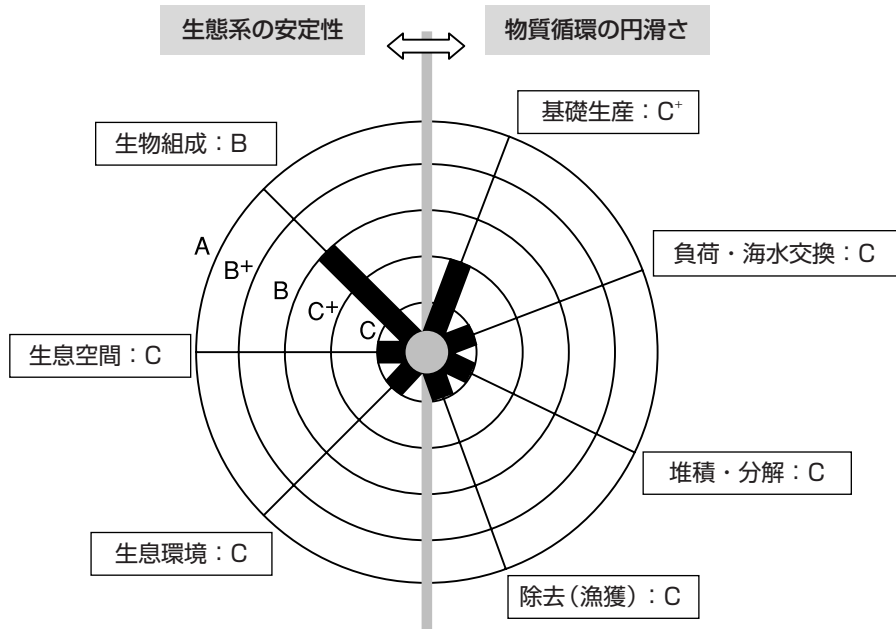 生態系の安定性
物質循環の円滑さ
基礎生産：C⁺
生物組成：B
負荷・海水交換：C
A
B+
B
C+
C
生息空間：C
堆積・分解：C
生息環境：C
除去（漁獲）：C